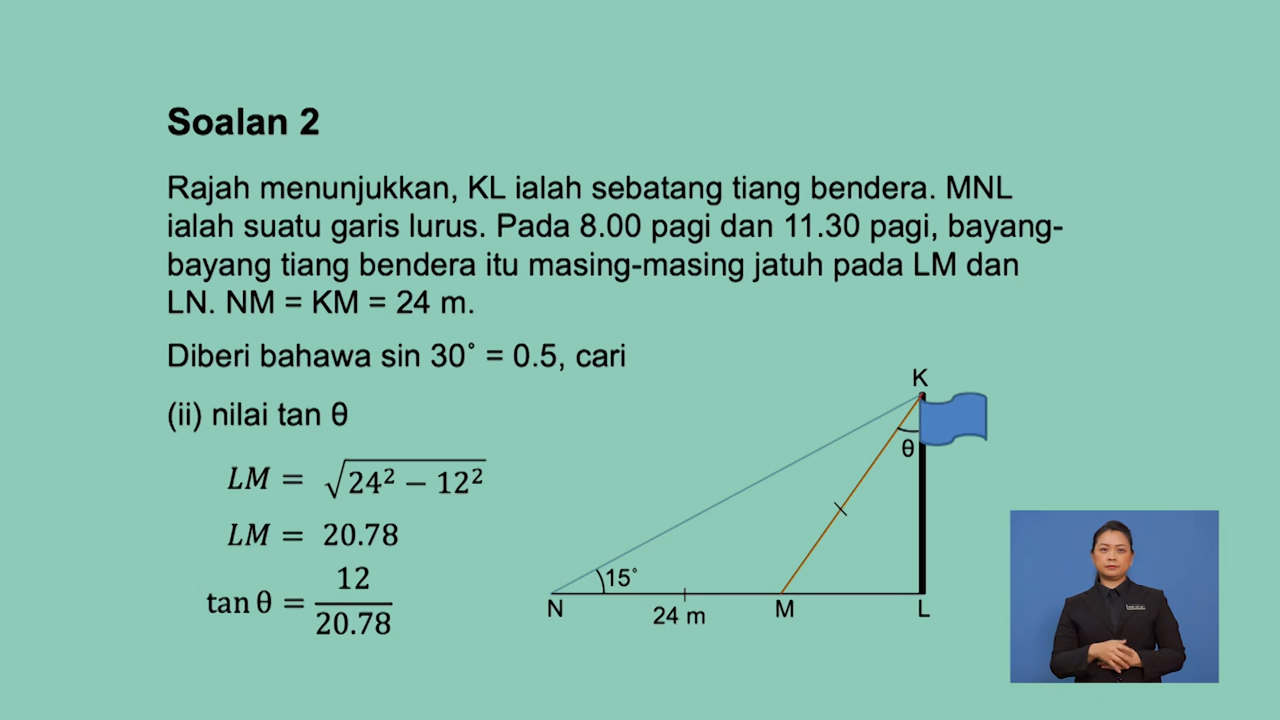 Soalan 2
Rajah menunjukkan, KL ialah sebatang tiang bendera. MNL
ialah suatu garis lurus. Pada 8.00 pagi dan 11.30 pagi, bayang-
bayang tiang bendera itu masing-masing jatuh pada LM dan
LN. NM = KM = 24 m.
Diberi bahawa sin 30˚ = 0.5, cari
(ii) nilai tan θ
LM = √24² − 12²
LM = 20.78
tan θ = 12/20.78
K
θ
15˚
N
24 m
M
L